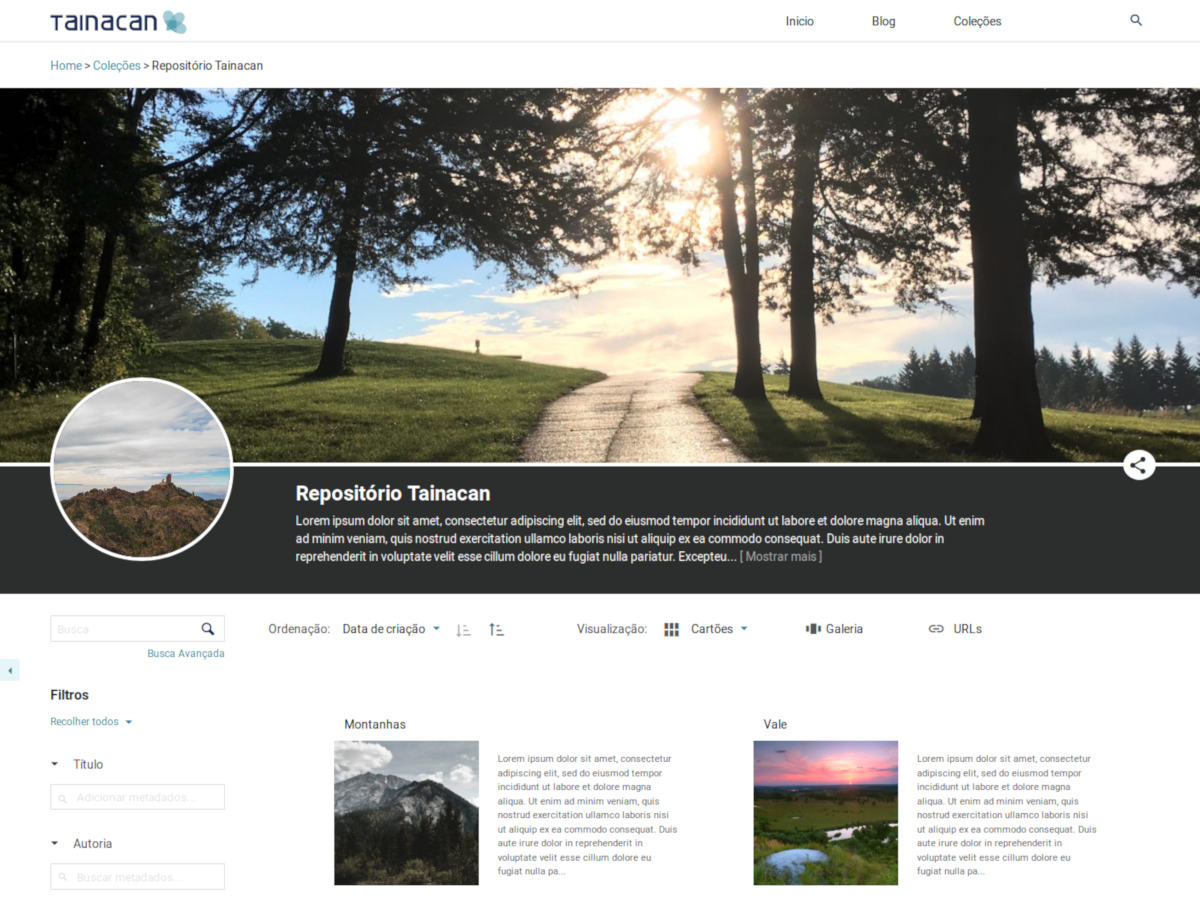 Tainacan
Inicio
Blog
Coleções
Home > Coleções > Repositório Tainacan
Repositório Tainacan
Lorem ipsum dolor sit amet, consectetur adipiscing elit, sed do eiusmod tempor incididunt ut labore et dolore magna aliqua. Ut enim
ad minim veniam, quis nostrud exercitation ullamco laboris nisi ut aliquip ex ea commodo consequat. Duis aute irure dolor in
reprehenderit in voluptate velit esse cillum dolore eu fugiat nulla pariatur. Excepteu... [ Mostrar mais ]
Busca
Busca Avançada
Ordenação: Data de criação
Visualização: Cartões
Galeria
URLs
Filtros
Recolher todos
Título
Adicionar metadados...
Autoria
Buscar metadados...
Montanhas
Lorem ipsum dolor sit amet, consectetur
adipiscing elit, sed do eiusmod tempor
incididunt ut labore et dolore magna
aliqua. Ut enim ad minim veniam, quis
nostrud exercitation ullamco laboris nisi
ut aliquip ex ea commodo consequat. Duis
aute irure dolor in reprehenderit in
voluptate velit esse cillum dolore eu
fugiat nulla pa...
Vale
Lorem ipsum dolor sit amet, consectetur
adipiscing elit, sed do eiusmod tempor
incididunt ut labore et dolore magna
aliqua. Ut enim ad minim veniam, quis
nostrud exercitation ullamco laboris nisi
ut aliquip ex ea commodo consequat. Duis
aute irure dolor in reprehenderit in
voluptate velit esse cillum dolore eu
fugiat nulla pa...